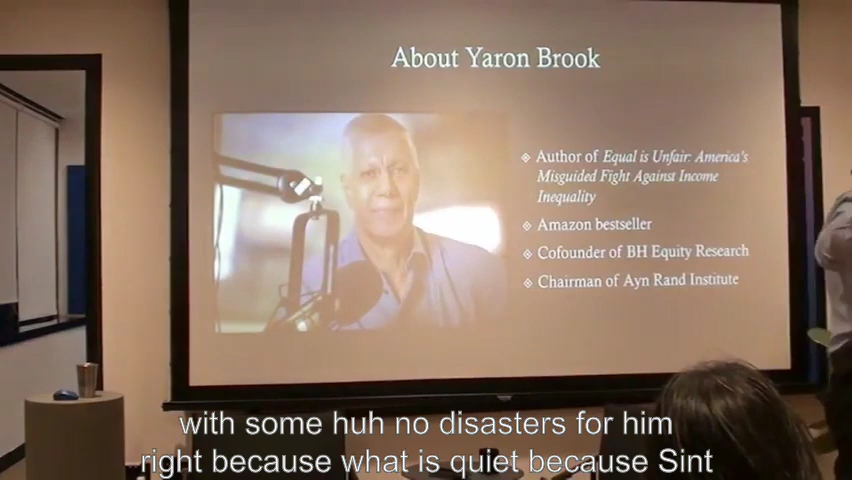 About Yaron Brook
❖ Author of Equal is Unfair: America's
Misguided Fight Against Income
Inequality
❖ Amazon bestseller
❖ Cofounder of BH Equity Research
❖ Chairman of Ayn Rand Institute
with some huh no disasters for him
right because what is quiet because Sint